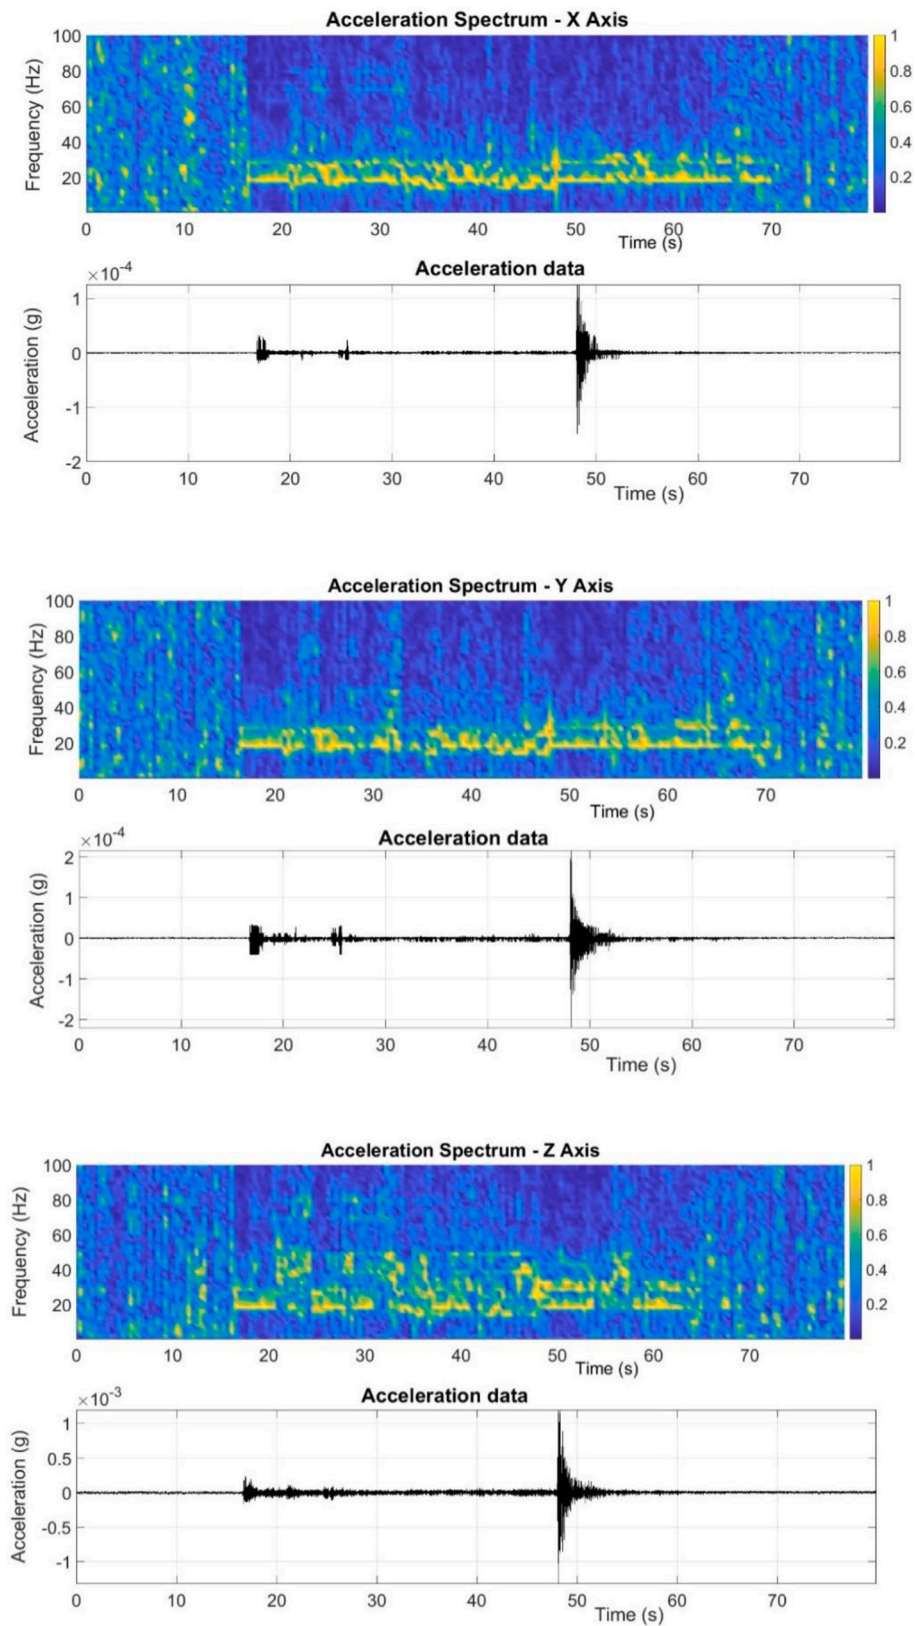 Acceleration Spectrum - X Axis
Frequency (Hz)
100
80
60
40
20
0 10 20 30 40 50 60 70
Time (s)
1
0.8
0.6
0.4
0.2
Acceleration data
×10-4
Acceleration (g)
1
0
-1
-2
0 10 20 30 40 50 60 70
Time (s)
Acceleration Spectrum - Y Axis
Frequency (Hz)
100
80
60
40
20
0 10 20 30 40 50 60 70
Time (s)
1
0.8
0.6
0.4
0.2
Acceleration data
×10-4
Acceleration (g)
2
1
0
-1
-2
0 10 20 30 40 50 60 70
Time (s)
Acceleration Spectrum - Z Axis
Frequency (Hz)
100
80
60
40
20
0 10 20 30 40 50 60 70
Time (s)
1
0.8
0.6
0.4
0.2
Acceleration data
×10-3
Acceleration (g)
1
0.5
0
-0.5
-1
0 10 20 30 40 50 60 70
Time (s)